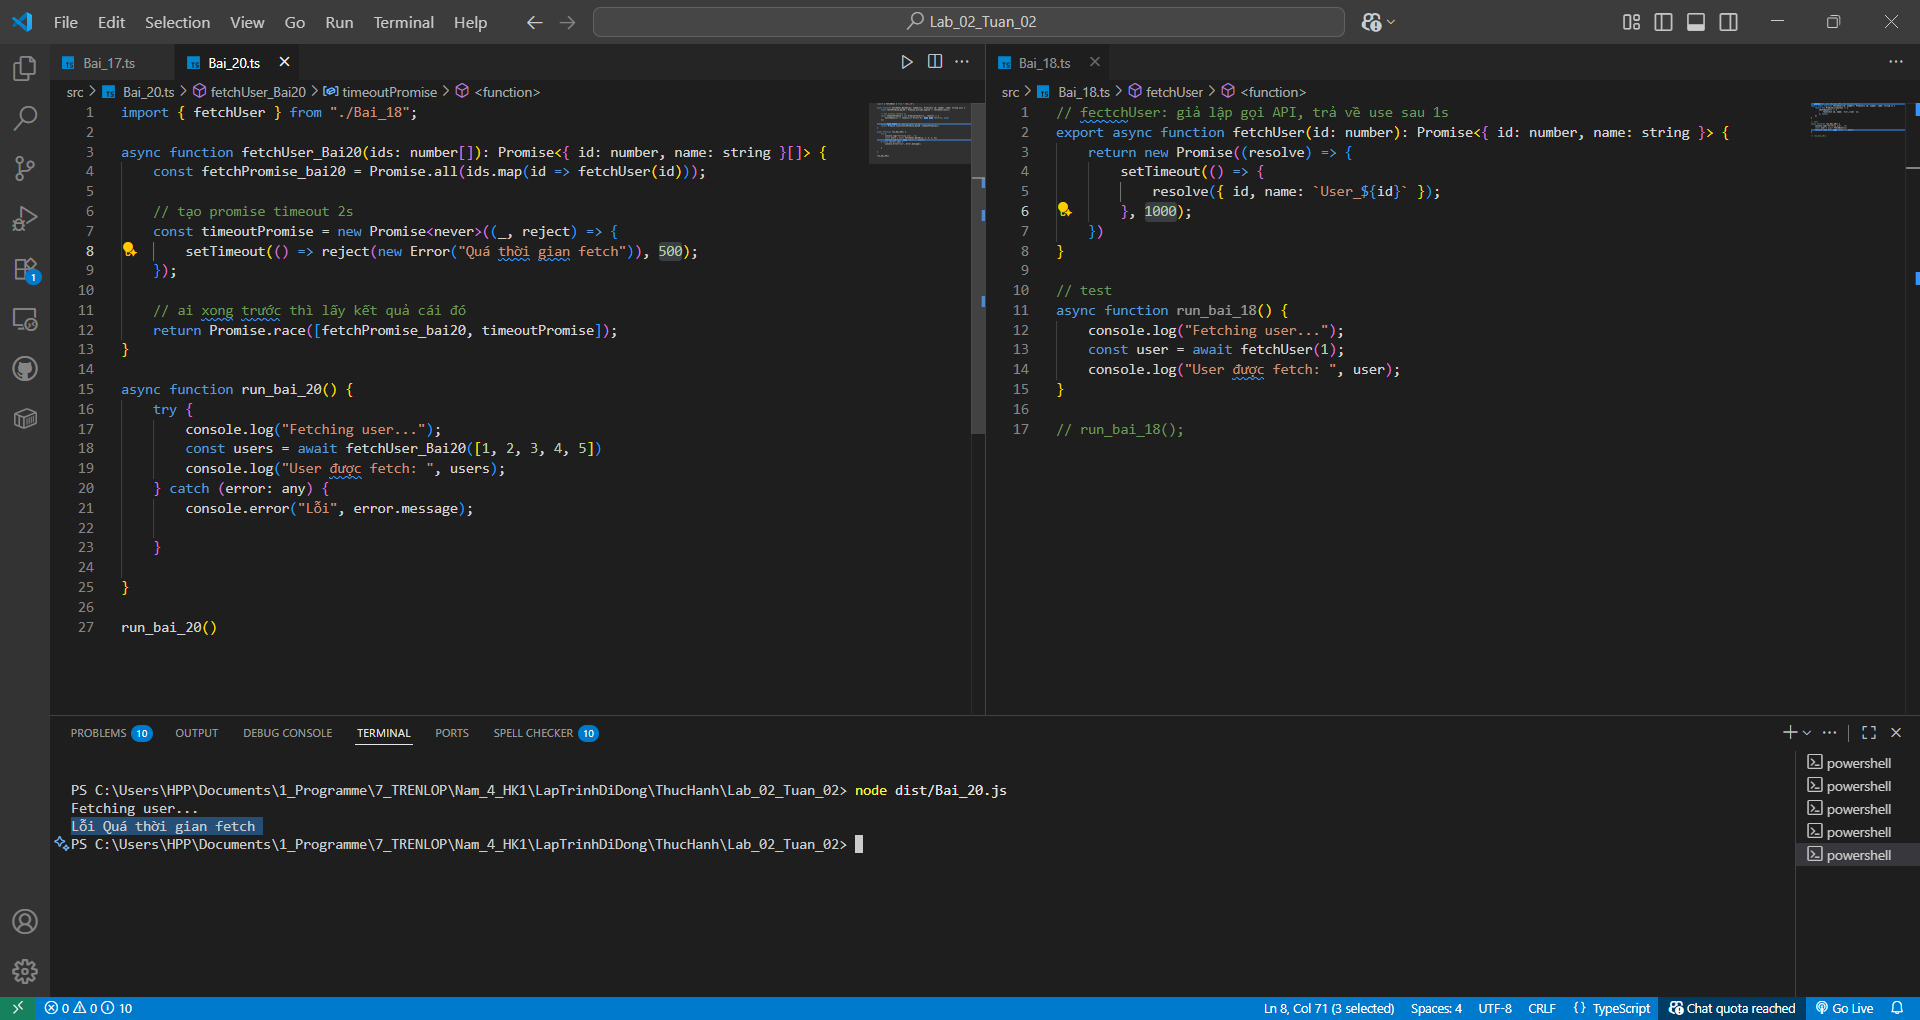 File Edit Selection View Go Run Terminal Help
Lab_02_Tuan_02
Bai_17.ts
Bai_20.ts
src > Bai_20.ts > fetchUser_Bai20 > timeoutPromise > <function>
1 import { fetchUser } from "./Bai_18";
2
3 async function fetchUser_Bai20(ids: number[]): Promise<{ id: number, name: string }[]> {
4 const fetchPromise_bai20 = Promise.all(ids.map(id => fetchUser(id)));
5
6 // tạo promise timeout 2s
7 const timeoutPromise = new Promise<never>((_, reject) => {
8 setTimeout(() => reject(new Error("Quá thời gian fetch")), 500);
9 });
10
11 // ai xong trước thì lấy kết quả cái đó
12 return Promise.race([fetchPromise_bai20, timeoutPromise]);
13 }
14
15 async function run_bai_20() {
16 try {
17 console.log("Fetching user...");
18 const users = await fetchUser_Bai20([1, 2, 3, 4, 5])
19 console.log("User được fetch: ", users);
20 } catch (error: any) {
21 console.error("Lỗi", error.message);
22
23 }
24
25 }
26
27 run_bai_20()
Bai_18.ts
src > Bai_18.ts > fetchUser > <function>
1 // fectchUser: giả lập gọi API, trả về use sau 1s
2 export async function fetchUser(id: number): Promise<{ id: number, name: string }> {
3 return new Promise((resolve) => {
4 setTimeout(() => {
5 resolve({ id, name: `User_${id}` });
6 }, 1000);
7 })
8 }
9
10 // test
11 async function run_bai_18() {
12 console.log("Fetching user...");
13 const user = await fetchUser(1);
14 console.log("User được fetch: ", user);
15 }
16
17 // run_bai_18();
1
PROBLEMS 10 OUTPUT DEBUG CONSOLE TERMINAL PORTS SPELL CHECKER 10
PS C:\Users\HPP\Documents\1_Programme\7_TRENLOP\Nam_4_HK1\LapTrinhDiDong\ThucHanh\Lab_02_Tuan_02> node dist/Bai_20.js
Fetching user...
Lỗi Quá thời gian fetch
PS C:\Users\HPP\Documents\1_Programme\7_TRENLOP\Nam_4_HK1\LapTrinhDiDong\ThucHanh\Lab_02_Tuan_02>
powershell
powershell
powershell
powershell
powershell
0 0 10
Ln 8, Col 71 (3 selected) Spaces: 4 UTF-8 CRLF {} TypeScript Chat quota reached Go Live